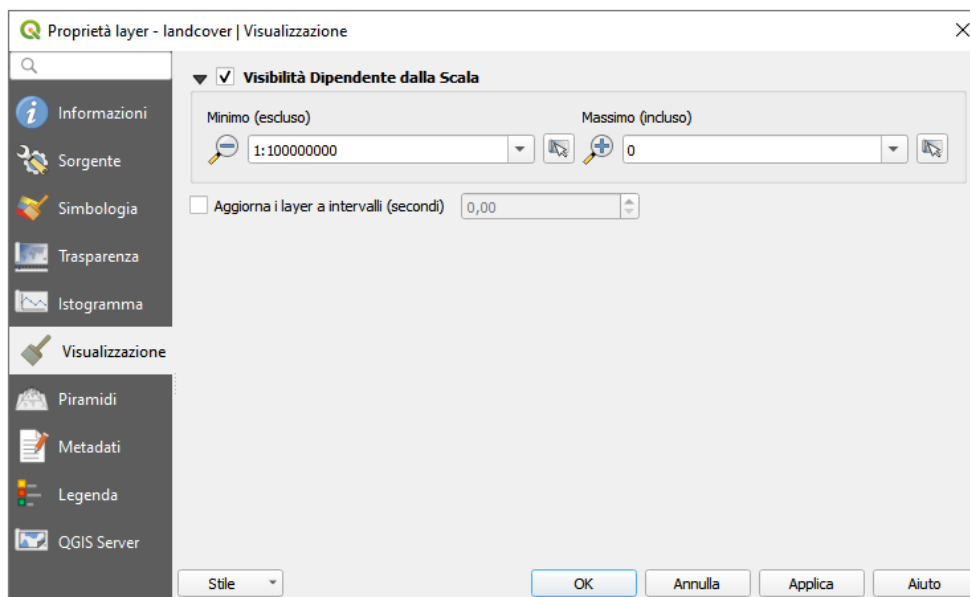 Proprietà layer - landcover | Visualizzazione
Informazioni
Sorgente
Simbologia
Trasparenza
Istogramma
Visualizzazione
Piramidi
Metadati
Legenda
QGIS Server
Visibilità Dipendente dalla Scala
Minimo (escluso) Massimo (incluso)
1:100000000 0
Aggiorna i layer a intervalli (secondi) 0,00
Stile OK Annulla Applica Aiuto